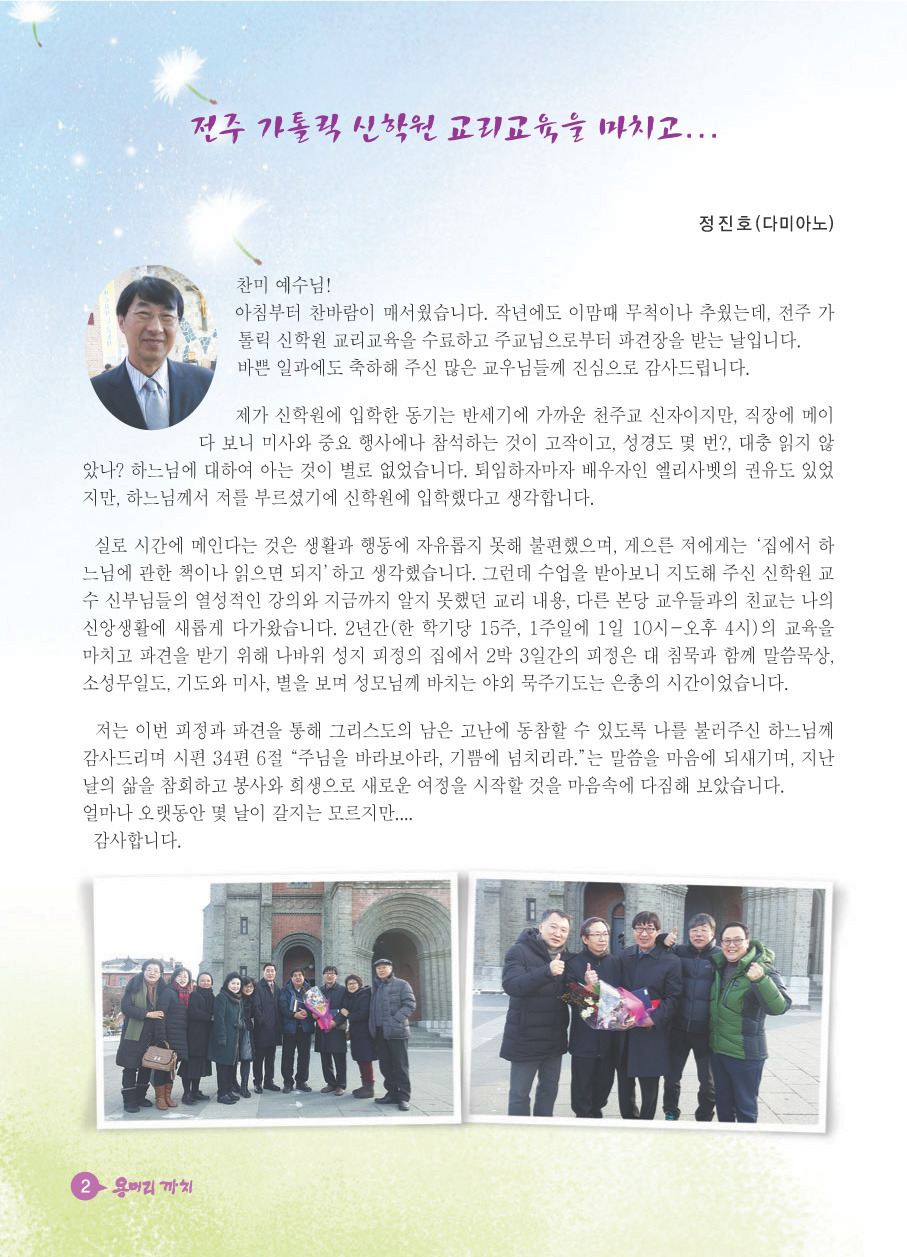 전주 가톨릭 신학원 교리교육을 마치고...
정진호(다미아노)
찬미 예수님!
아침부터 찬바람이 메서웠습니다. 작년에도 이맘때 무척이나 추웠는데, 전주 가
톨릭 신학원 교리교육을 수료하고 주교님으로부터 파견장을 받는 날입니다.
바쁜 일과에도 축하해 주신 많은 교우님들께 진심으로 감사드립니다.
제가 신학원에 입학한 동기는 반세기에 가까운 천주교 신자이지만, 직장에 메이
다 보니 미사와 중요 행사에나 참석하는 것이 고작이고, 성경도 몇 번?, 대충 읽지 않
았나? 하느님에 대하여 아는 것이 별로 없었습니다. 퇴임하자마자 배우자인 엘리사벳의 권유도 있었
지만, 하느님께서 저를 부르셨기에 신학원에 입학했다고 생각합니다.
실로 시간에 메인다는 것은 생활과 행동에 자유롭지 못해 불편했으며, 게으른 저에게는 ‘집에서 하
느님에 관한 책이나 읽으면 되지’하고 생각했습니다. 그런데 수업을 받아보니 지도해 주신 신학원 교
수 신부님들의 열성적인 강의와 지금까지 알지 못했던 교리 내용, 다른 본당 교우들과의 친교는 나의
신앙생활에 새롭게 다가왔습니다. 2년간(한 학기당 15주, 1주일에 1일 10시-오후 4시)의 교육을
마치고 파견을 받기 위해 나바위 성지 피정의 집에서 2박 3일간의 피정은 대 침묵과 함께 말씀묵상,
소성무일도, 기도와 미사, 별을 보며 성모님께 바치는 야외 묵주기도는 은총의 시간이었습니다.
저는 이번 피정과 파견을 통해 그리스도의 남은 고난에 동참할 수 있도록 나를 불러주신 하느님께
감사드리며 시편 34편 6절 “주님을 바라보아라, 기쁨에 넘치리라.”는 말씀을 마음에 되새기며, 지난
날의 삶을 참회하고 봉사와 희생으로 새로운 여정을 시작할 것을 마음속에 다짐해 보았습니다.
얼마나 오랫동안 몇 날이 갈지는 모르지만....
감사합니다.
2 용머리 까치